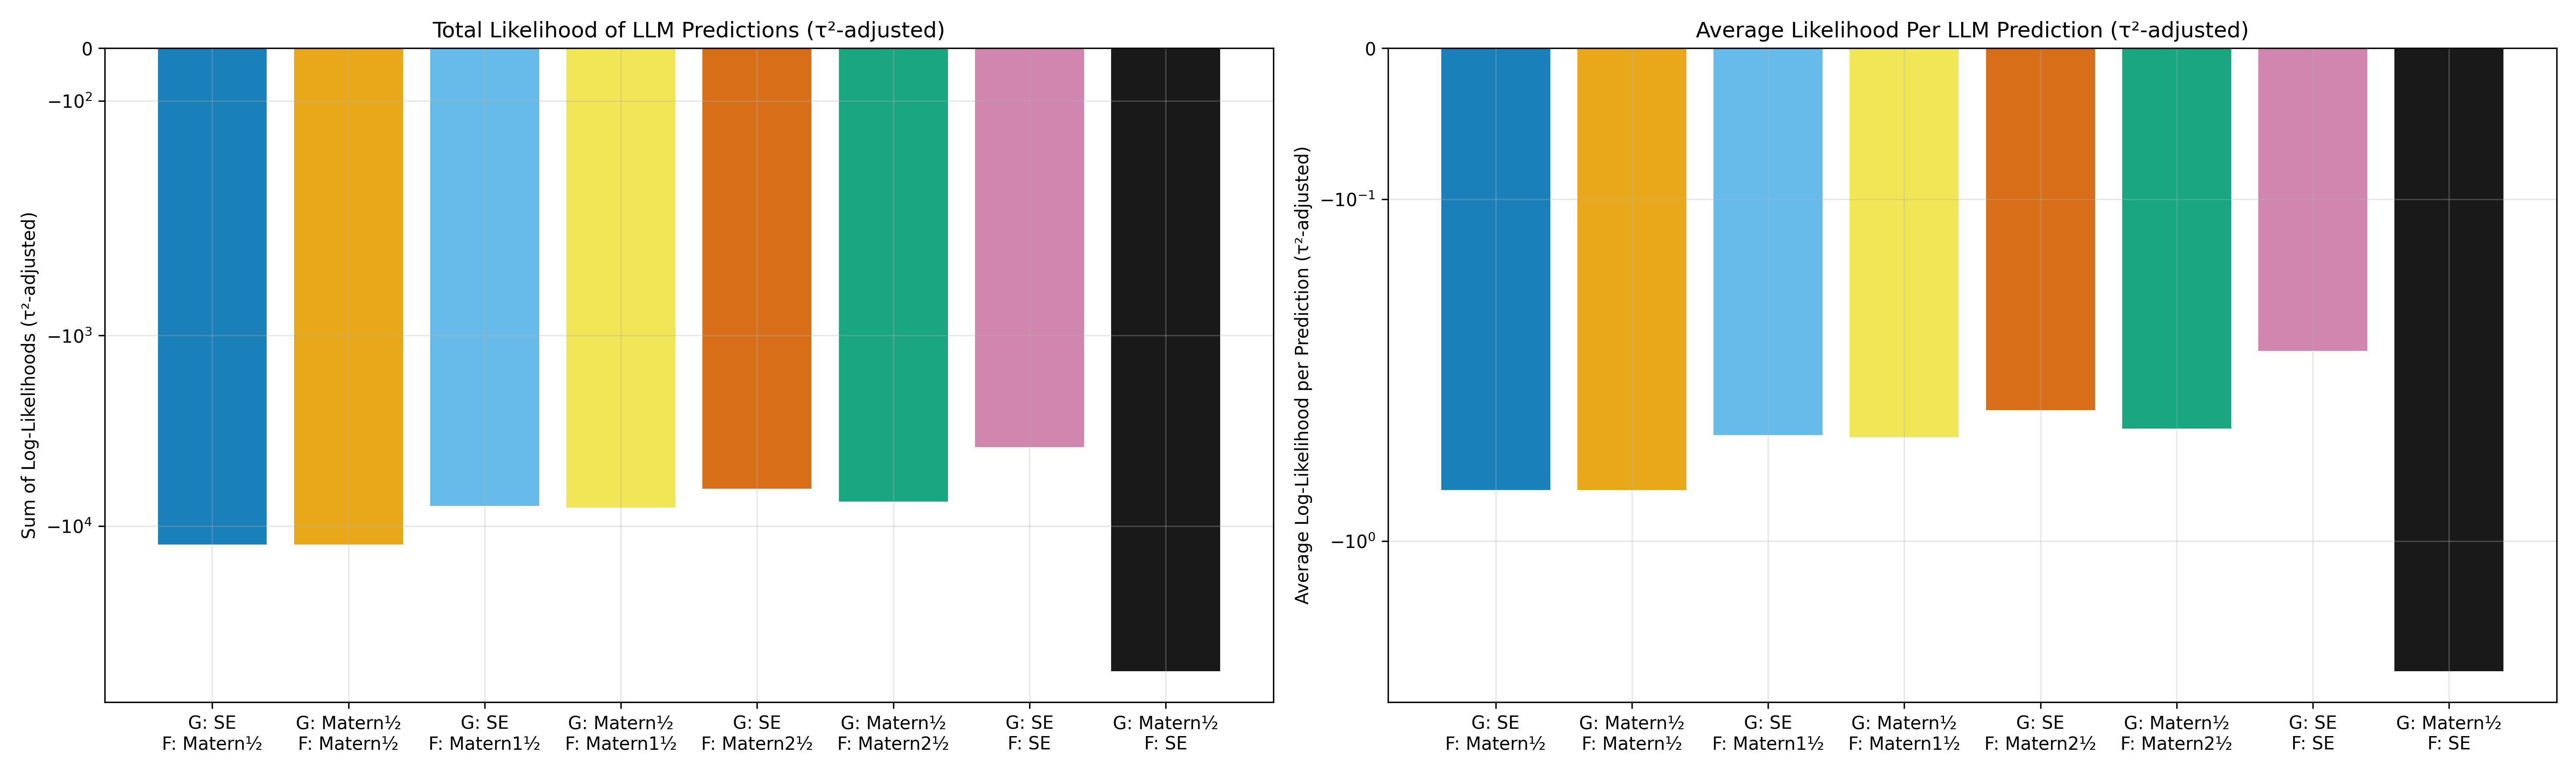 Total Likelihood of LLM Predictions (τ²-adjusted)
Sum of Log-Likelihoods (τ²-adjusted)
0
−10²
−10³
−10⁴
G: SE
F: Matern½
G: Matern½
F: Matern½
G: SE
F: Matern1½
G: Matern½
F: Matern1½
G: SE
F: Matern2½
G: Matern½
F: Matern2½
G: SE
F: SE
G: Matern½
F: SE
Average Likelihood Per LLM Prediction (τ²-adjusted)
Average Log-Likelihood per Prediction (τ²-adjusted)
0
−10⁻¹
−10⁰
G: SE
F: Matern½
G: Matern½
F: Matern½
G: SE
F: Matern1½
G: Matern½
F: Matern1½
G: SE
F: Matern2½
G: Matern½
F: Matern2½
G: SE
F: SE
G: Matern½
F: SE